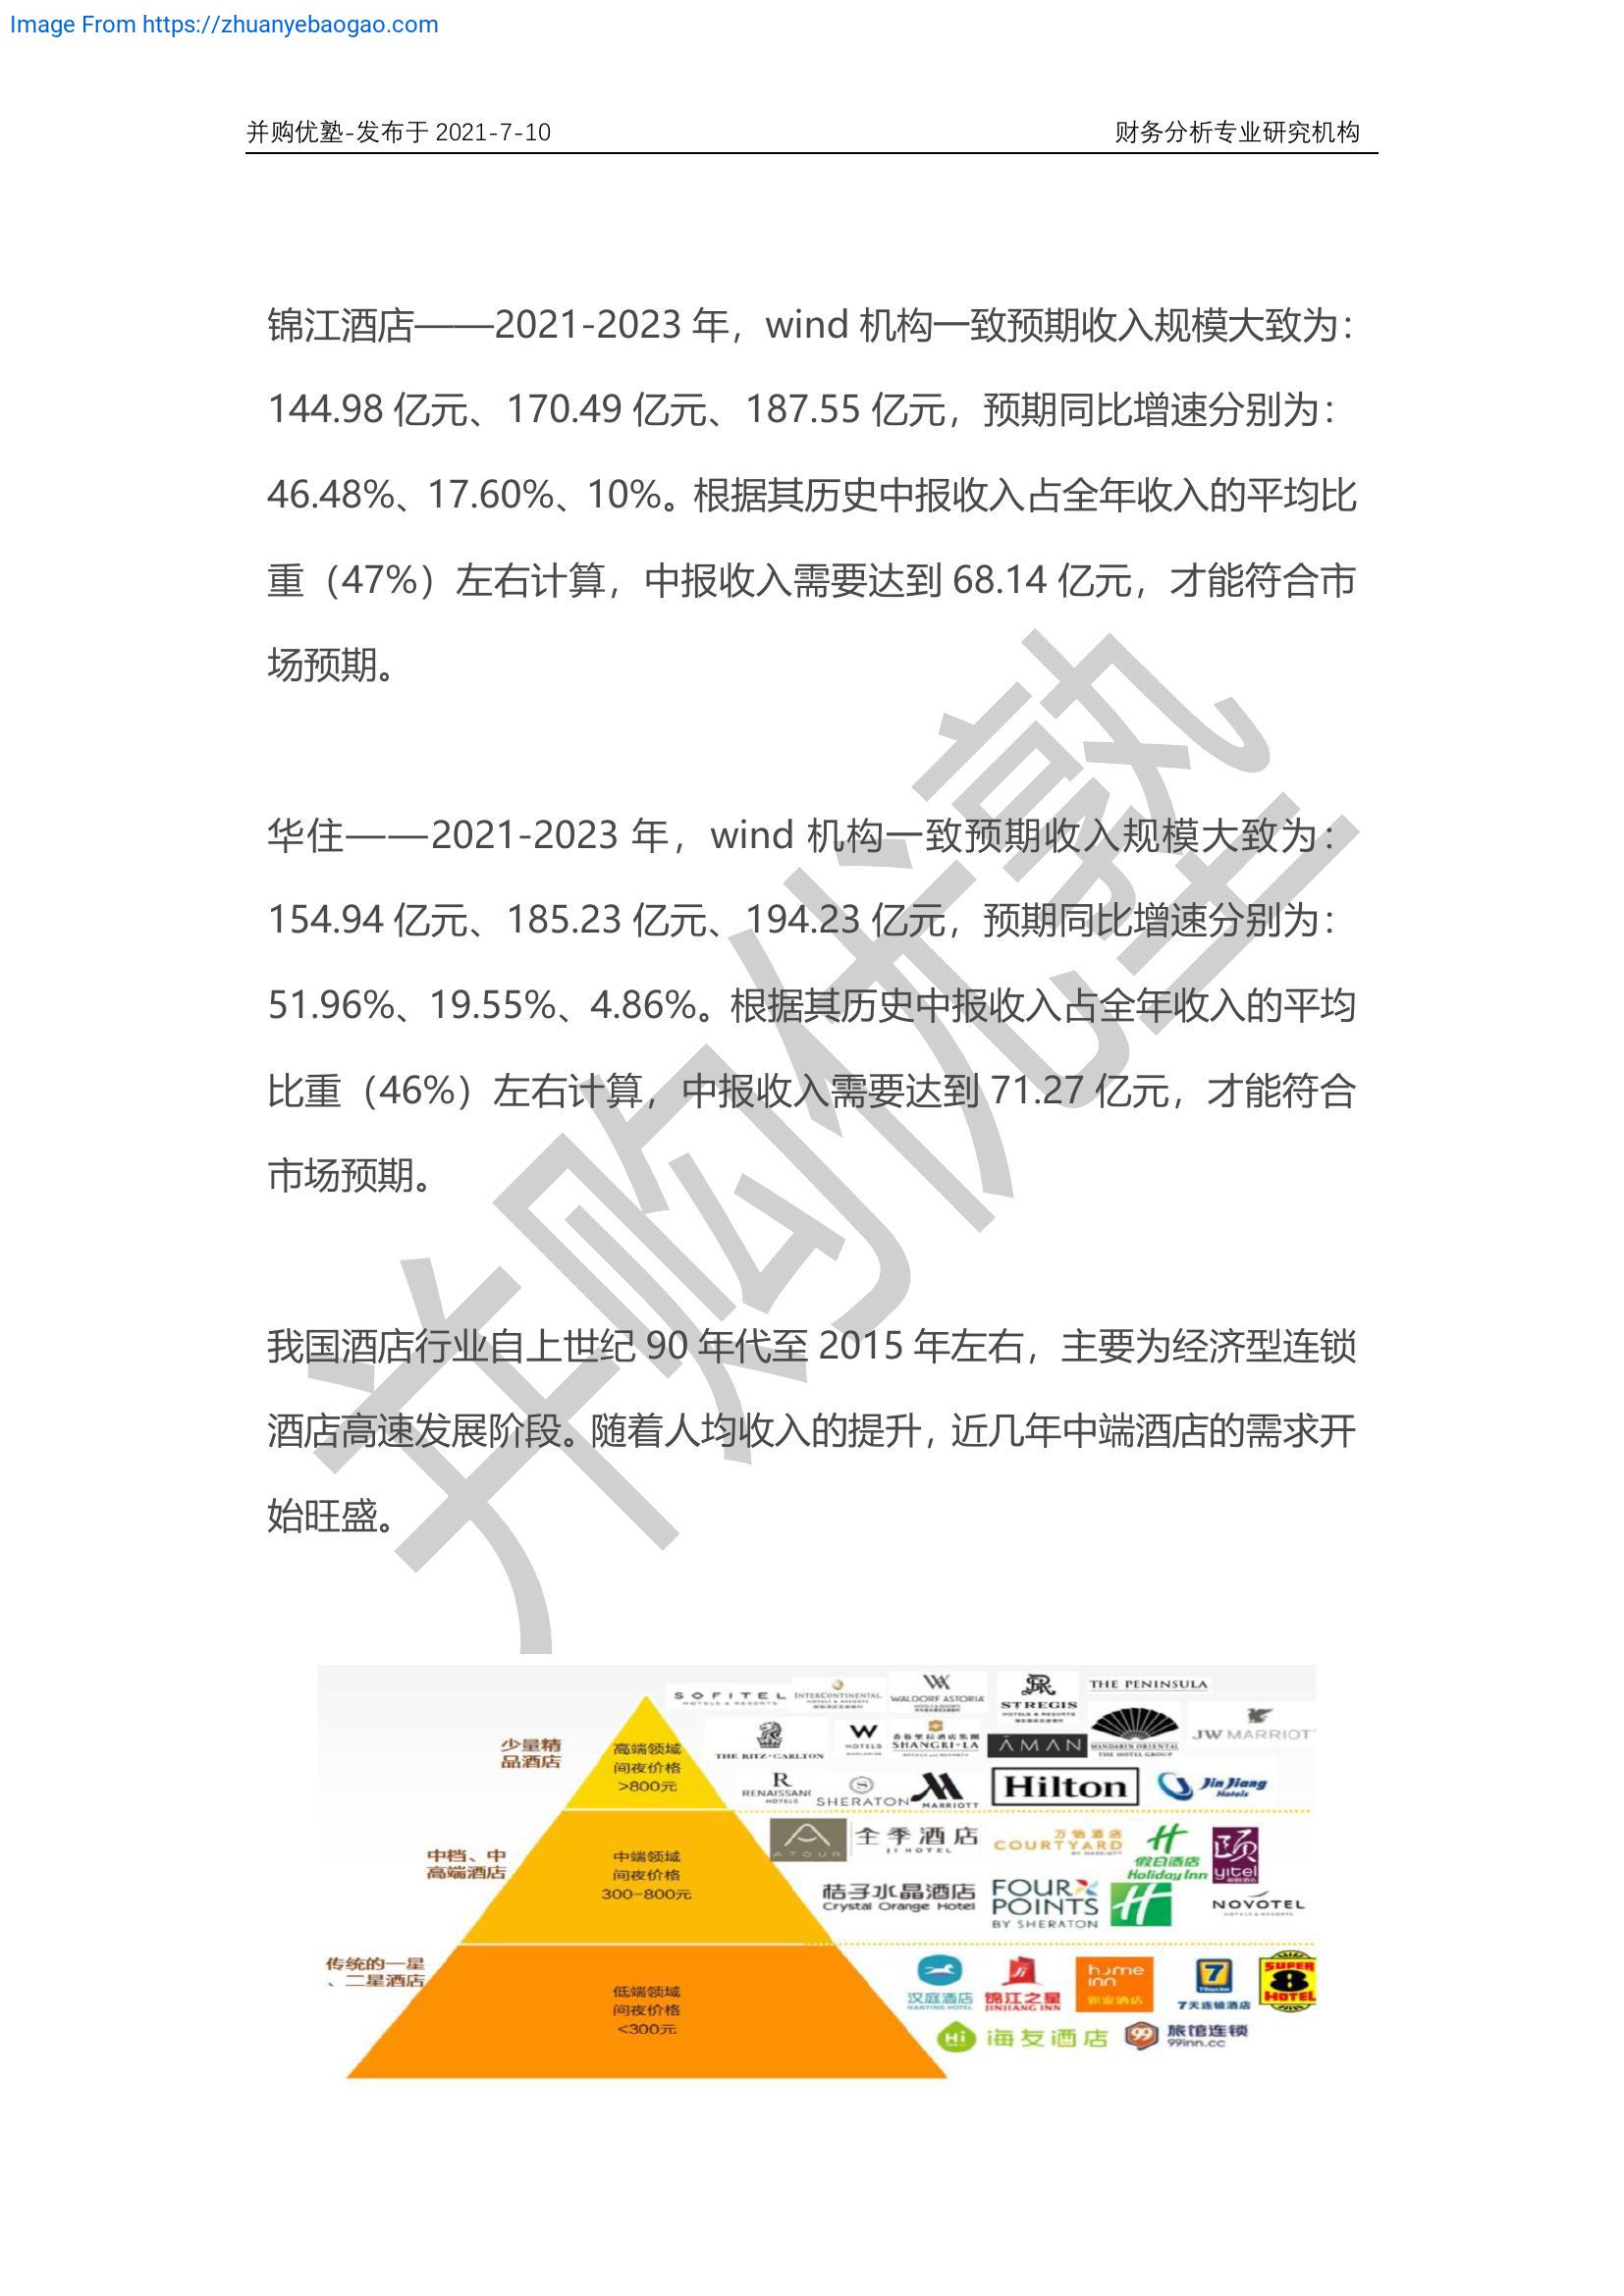 Image From https://zhuanyebaogao.com
并购优塾-发布于 2021-7-10
财务分析专业研究机构
锦江酒店——2021-2023 年，wind 机构一致预期收入规模大致为：
144.98 亿元、170.49 亿元、187.55 亿元，预期同比增速分别为：
46.48%、17.60%、10%。根据其历史中报收入占全年收入的平均比
重（47%）左右计算，中报收入需要达到 68.14 亿元，才能符合市
场预期。
华住——2021-2023 年，wind 机构一致预期收入规模大致为：
154.94 亿元、185.23 亿元、194.23 亿元，预期同比增速分别为：
51.96%、19.55%、4.86%。根据其历史中报收入占全年收入的平均
比重（46%）左右计算，中报收入需要达到 71.27 亿元，才能符合
市场预期。
我国酒店行业自上世纪 90 年代至 2015 年左右，主要为经济型连锁
酒店高速发展阶段。随着人均收入的提升，近几年中端酒店的需求开
始旺盛。
并购优塾
SOFITEL
HOTELS & RESORTS
INTERCONTINENTAL
WALDORF ASTORIA
STREGIS
HOTELS & RESORTS
THE PENINSULA
少量精
品酒店
高端领域
间夜价格
>800元
THE RITZ-CARLTON
W
HOTELS
香格里拉酒店集团
SHANGRI-LA
AMAN
MANDARIN ORIENTAL
THE HOTEL GROUP
JW MARRIOT
R
RENAISSAN
HOTELS
S
SHERATON
MARRIOTT
Hilton
Jin Jiang
Hotels
中档、中
高端酒店
中端领域
间夜价格
300-800元
ATOUR
全季酒店
JI HOTEL
万怡酒店
COURTYARD
BY MARRIOTT
H
假日酒店
Holiday Inn
颐
yitel
桔子水晶酒店
Crystal Orange Hotel
FOUR
POINTS
BY SHERATON
H
NOVOTEL
HOTELS & RESORTS
传统的一星
、二星酒店
低端领域
间夜价格
<300元
汉庭酒店
HANTING HOTEL
锦江之星
JINJIANG INN
home
inn
如家酒店
7
7天连锁酒店
SUPER
8
HOTEL
Hi
海友酒店
99
旅馆连锁
99inn.cc